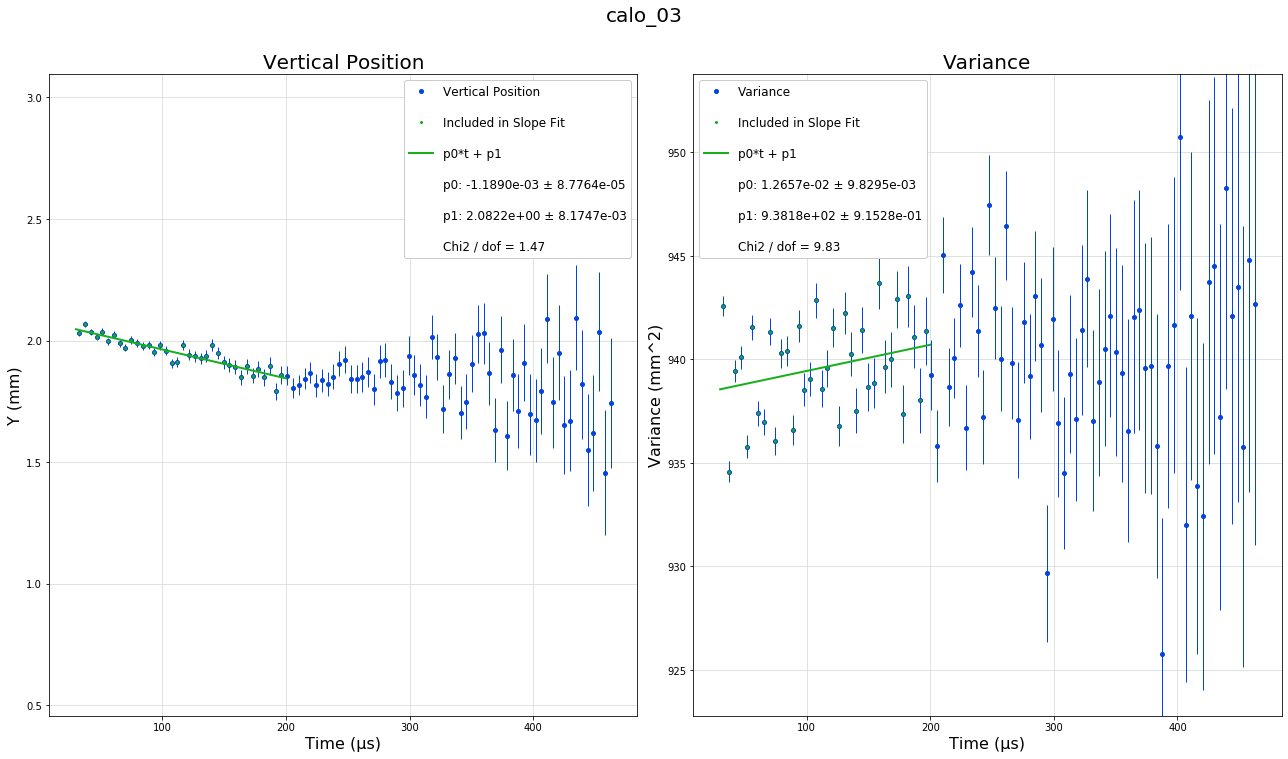 calo_03
Vertical Position
Vertical Position
Included in Slope Fit
p0*t + p1
p0: -1.1890e-03 ± 8.7764e-05
p1: 2.0822e+00 ± 8.1747e-03
Chi2 / dof = 1.47
3.0
2.5
2.0
1.5
1.0
0.5
Y (mm)
100
200
300
400
Time (μs)
Variance
Variance
Included in Slope Fit
p0*t + p1
p0: 1.2657e-02 ± 9.8295e-03
p1: 9.3818e+02 ± 9.1528e-01
Chi2 / dof = 9.83
950
945
940
935
930
925
Variance (mm^2)
100
200
300
400
Time (μs)